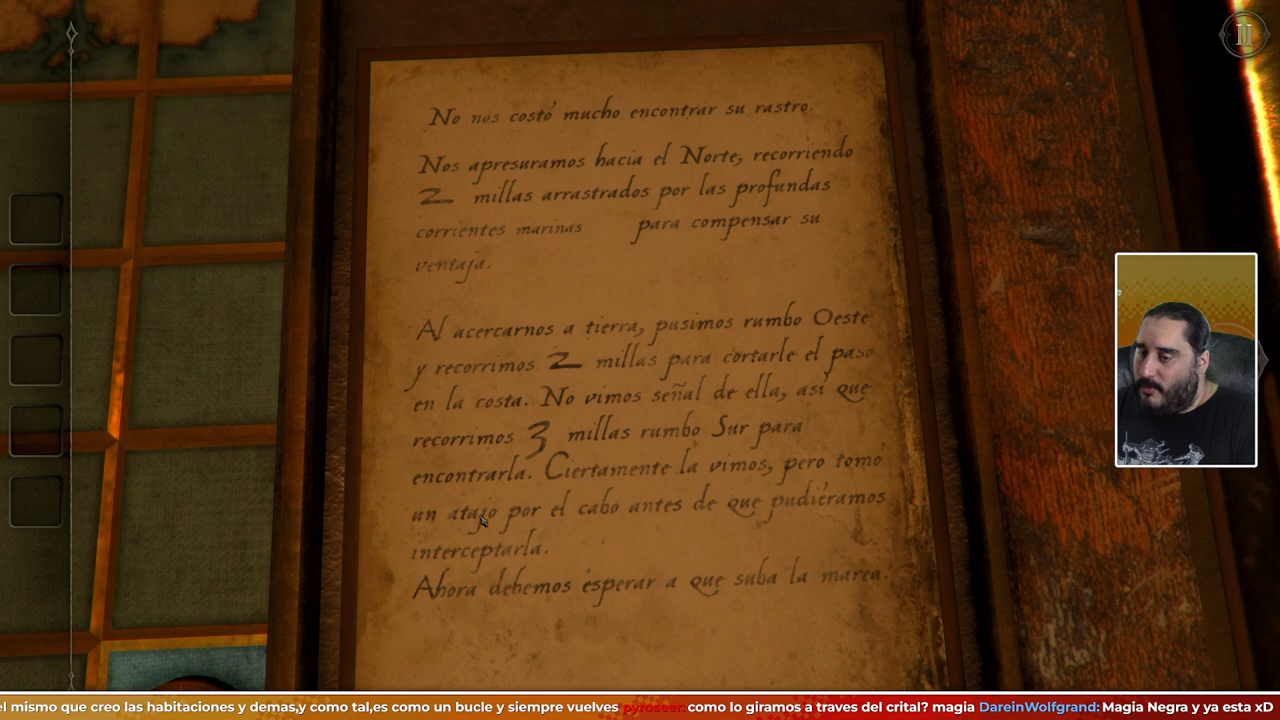 II
No nos costó mucho encontrar su rastro.
Nos apresuramos hacia el Norte, recorriendo
2 millas arrastrados por las profundas
corrientes marinas para compensar su
ventaja.
Al acercarnos a tierra, pusimos rumbo Oeste
y recorrimos 2 millas para cortarle el paso
en la costa. No vimos señal de ella, así que
recorrimos 3 millas rumbo Sur para
encontrarla. Ciertamente la vimos, pero tomó
un atajo por el cabo antes de que pudiéramos
interceptarla.
Ahora debemos esperar a que suba la marea.
el mismo que creo las habitaciones y demas,y como tal,es como un bucle y siempre vuelves pyroseer: como lo giramos a traves del crital? magia DareinWolfgrand: Magia Negra y ya esta xD